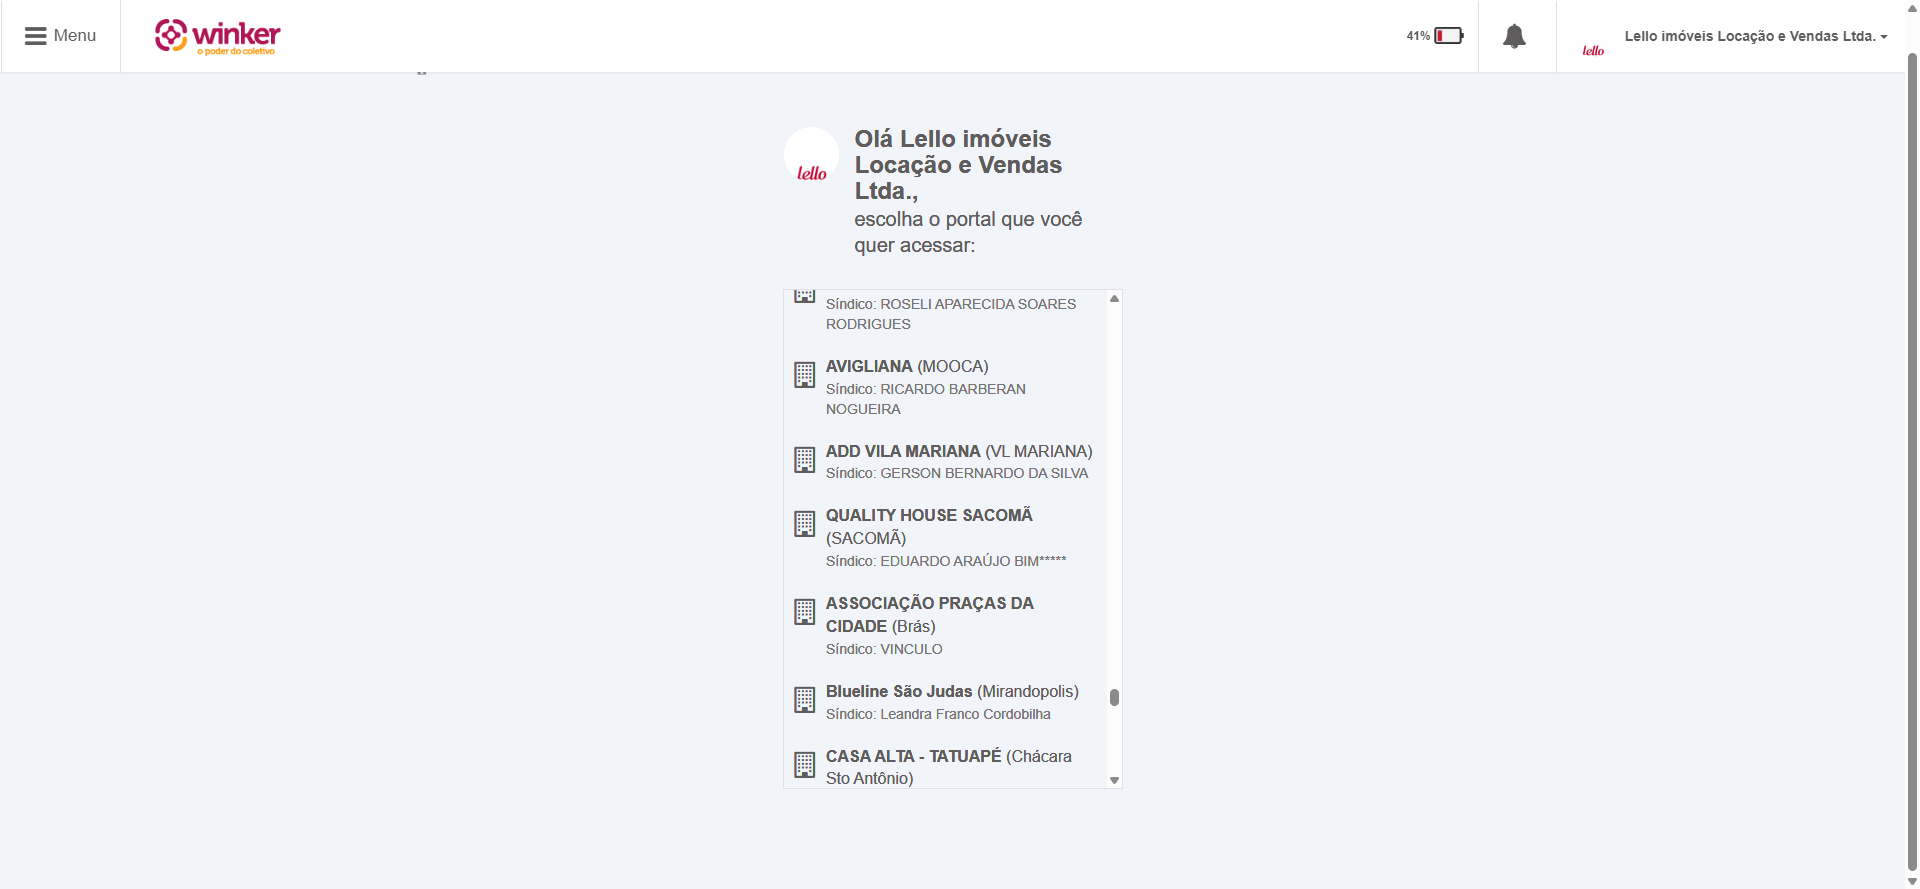 Menu
winker
o poder do coletivo
41%
lello
Lello imóveis Locação e Vendas Ltda.
lello
Olá Lello imóveis
Locação e Vendas
Ltda.,
escolha o portal que você
quer acessar:
Síndico: ROSELI APARECIDA SOARES
RODRIGUES
AVIGLIANA (MOOCA)
Síndico: RICARDO BARBERAN
NOGUEIRA
ADD VILA MARIANA (VL MARIANA)
Síndico: GERSON BERNARDO DA SILVA
QUALITY HOUSE SACOMÃ
(SACOMÃ)
Síndico: EDUARDO ARAÚJO BIM*****
ASSOCIAÇÃO PRAÇAS DA
CIDADE (Brás)
Síndico: VINCULO
Blueline São Judas (Mirandopolis)
Síndico: Leandra Franco Cordobilha
CASA ALTA - TATUAPÉ (Chácara
Sto Antônio)